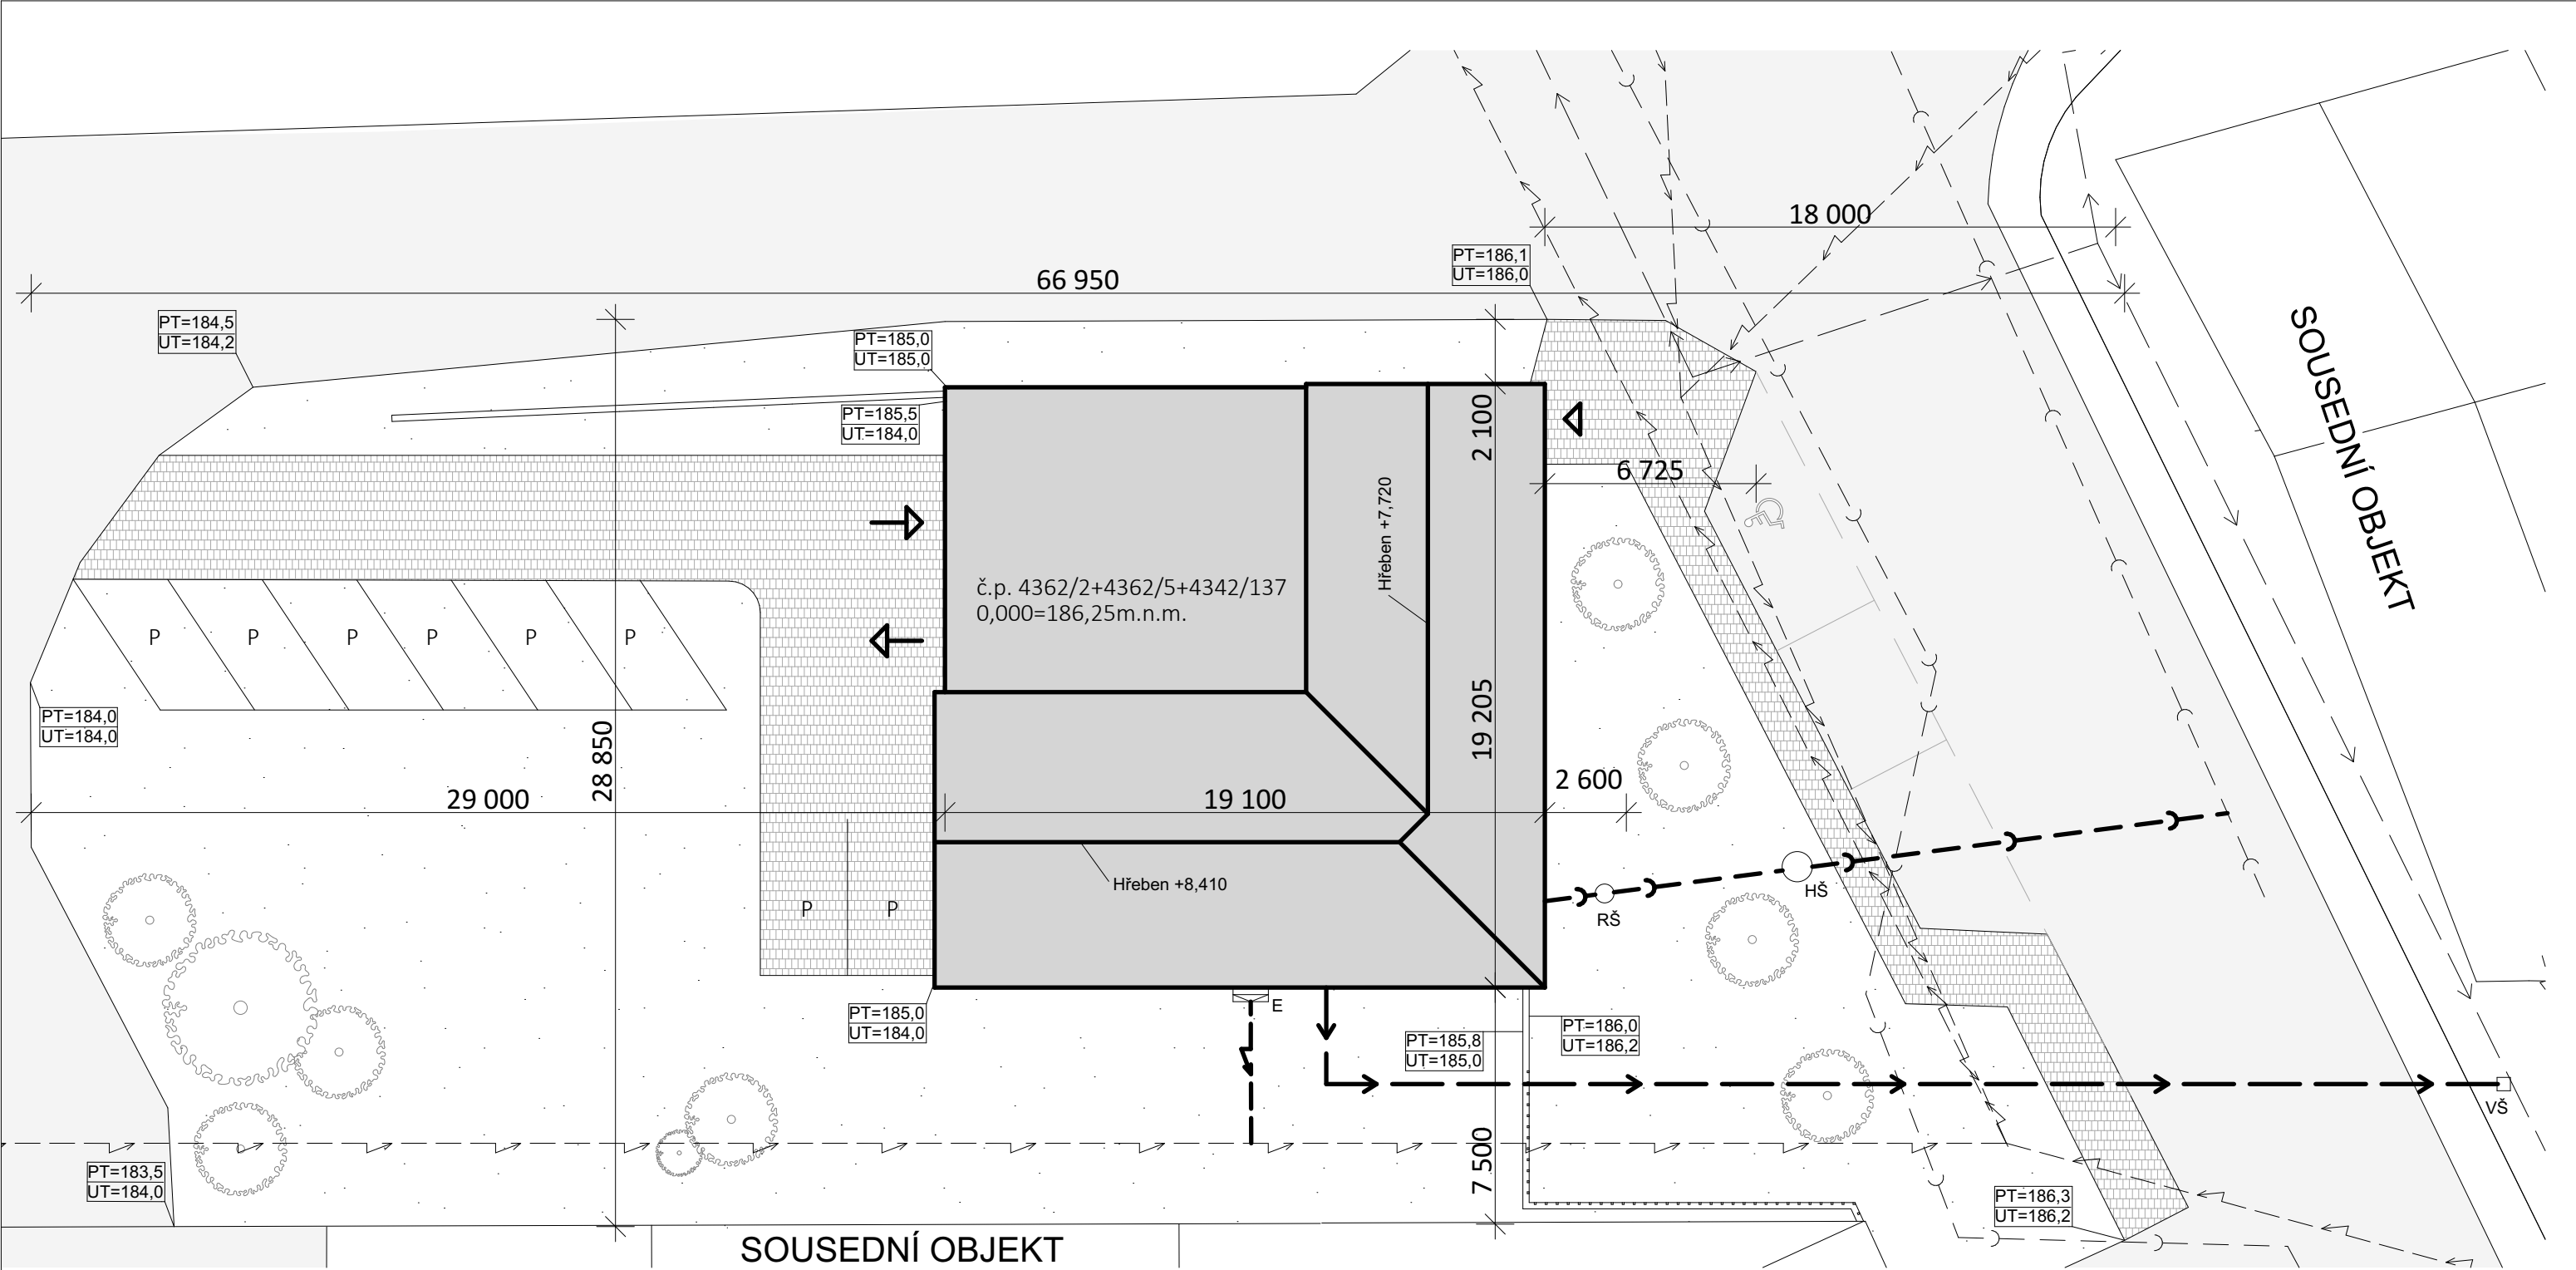 18 000
PT=186,1
UT=186,0
66 950
PT=184,5
UT=184,2
PT=185,0
UT=185,0
PT=185,5
UT=184,0
2 100
6 725
Hřeben +7,720
SOUSEDNÍ OBJEKT
č.p. 4362/2+4362/5+4342/137
0,000=186,25m.n.m.
P P P P P P
PT=184,0
UT=184,0
28 850
19 205
29 000
19 100
2 600
Hřeben +8,410
P P
RŠ
HŠ
E
PT=185,0
UT=184,0
PT=185,8
UT=185,0
PT=186,0
UT=186,2
VŠ
7 500
PT=183,5
UT=184,0
PT=186,3
UT=186,2
SOUSEDNÍ OBJEKT